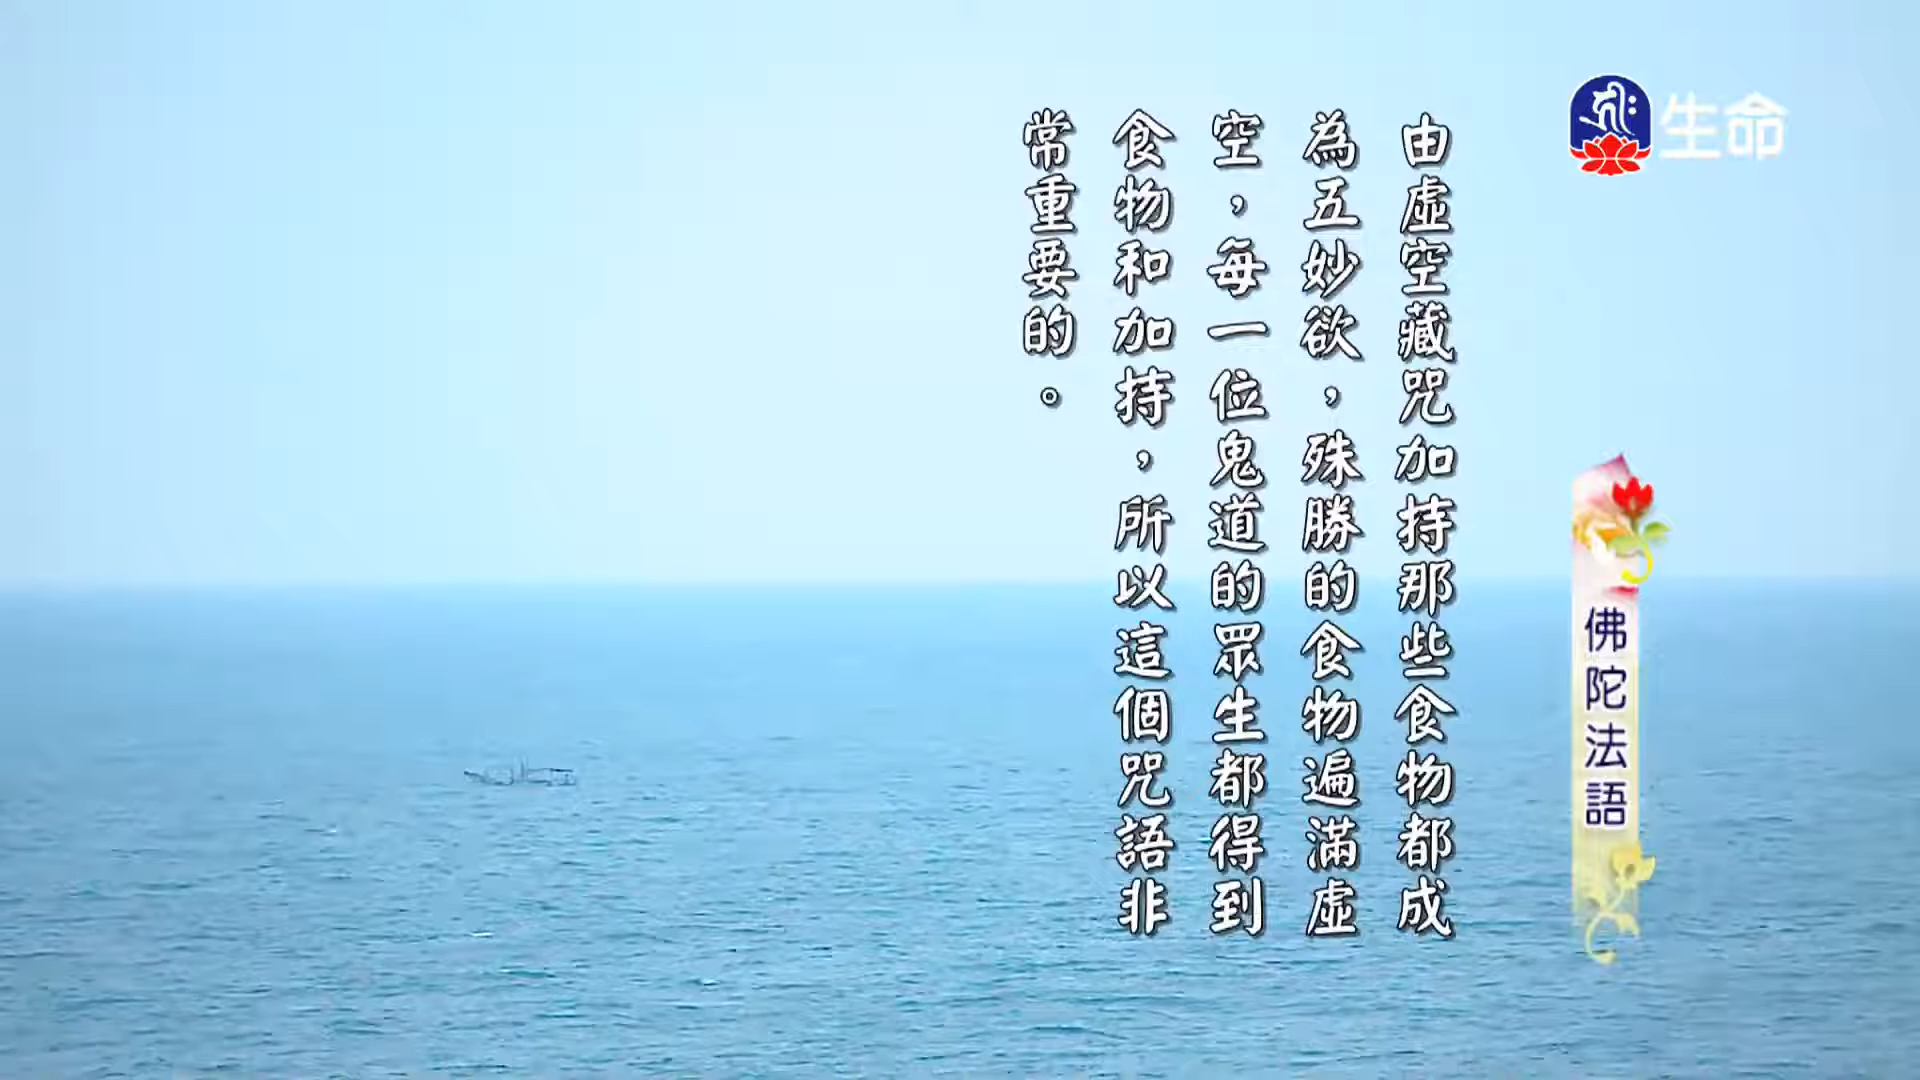 生命
佛陀法語
由虛空藏咒加持那些食物都成
為五妙欲，殊勝的食物遍滿虛
空，每一位鬼道的眾生都得到
食物和加持，所以這個咒語非
常重要的。